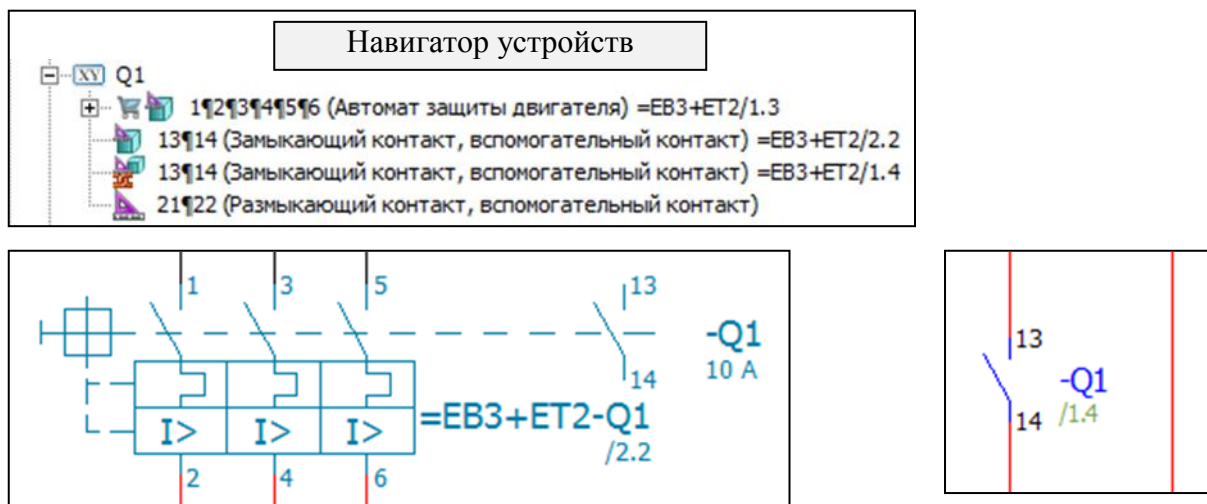 Навигатор устройств
XY Q1
1¶2¶3¶4¶5¶6 (Автомат защиты двигателя) =EB3+ET2/1.3
13¶14 (Замыкающий контакт, вспомогательный контакт) =EB3+ET2/2.2
13¶14 (Замыкающий контакт, вспомогательный контакт) =EB3+ET2/1.4
21¶22 (Размыкающий контакт, вспомогательный контакт)
1 3 5 13
-Q1
14 10 A
I> I> I> =EB3+ET2-Q1
/2.2
2 4 6
13
-Q1
14 /1.4